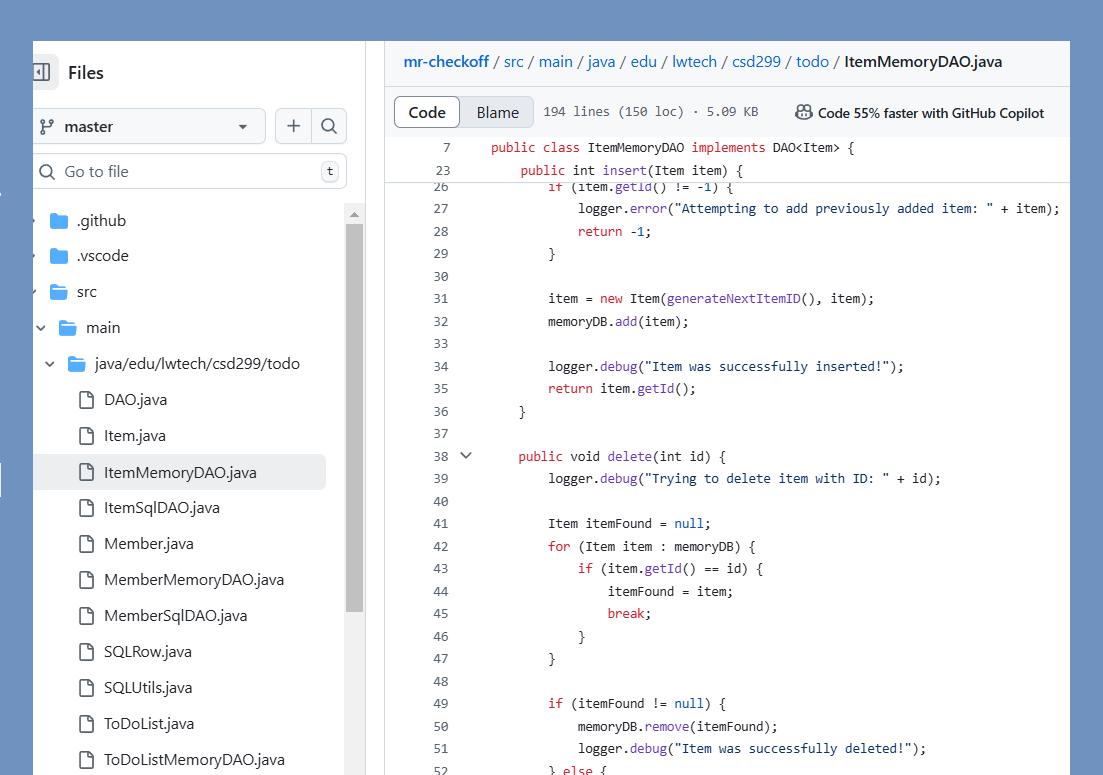 Files
master
Go to file
t
.github
.vscode
src
main
java/edu/lwtech/csd299/todo
DAO.java
Item.java
ItemMemoryDAO.java
ItemSqlDAO.java
Member.java
MemberMemoryDAO.java
MemberSqlDAO.java
SQLRow.java
SQLUtils.java
ToDoList.java
ToDoListMemoryDAO.java
mr-checkoff / src / main / java / edu / lwtech / csd299 / todo / ItemMemoryDAO.java
Code Blame 194 lines (150 loc) · 5.09 KB Code 55% faster with GitHub Copilot
7 public class ItemMemoryDAO implements DAO<Item> {
23 public int insert(Item item) {
26 if (item.getId() != -1) {
27 logger.error("Attempting to add previously added item: " + item);
28 return -1;
29 }
30
31 item = new Item(generateNextItemID(), item);
32 memoryDB.add(item);
33
34 logger.debug("Item was successfully inserted!");
35 return item.getId();
36 }
37
38 public void delete(int id) {
39 logger.debug("Trying to delete item with ID: " + id);
40
41 Item itemFound = null;
42 for (Item item : memoryDB) {
43 if (item.getId() == id) {
44 itemFound = item;
45 break;
46 }
47 }
48
49 if (itemFound != null) {
50 memoryDB.remove(itemFound);
51 logger.debug("Item was successfully deleted!");
52 } else {